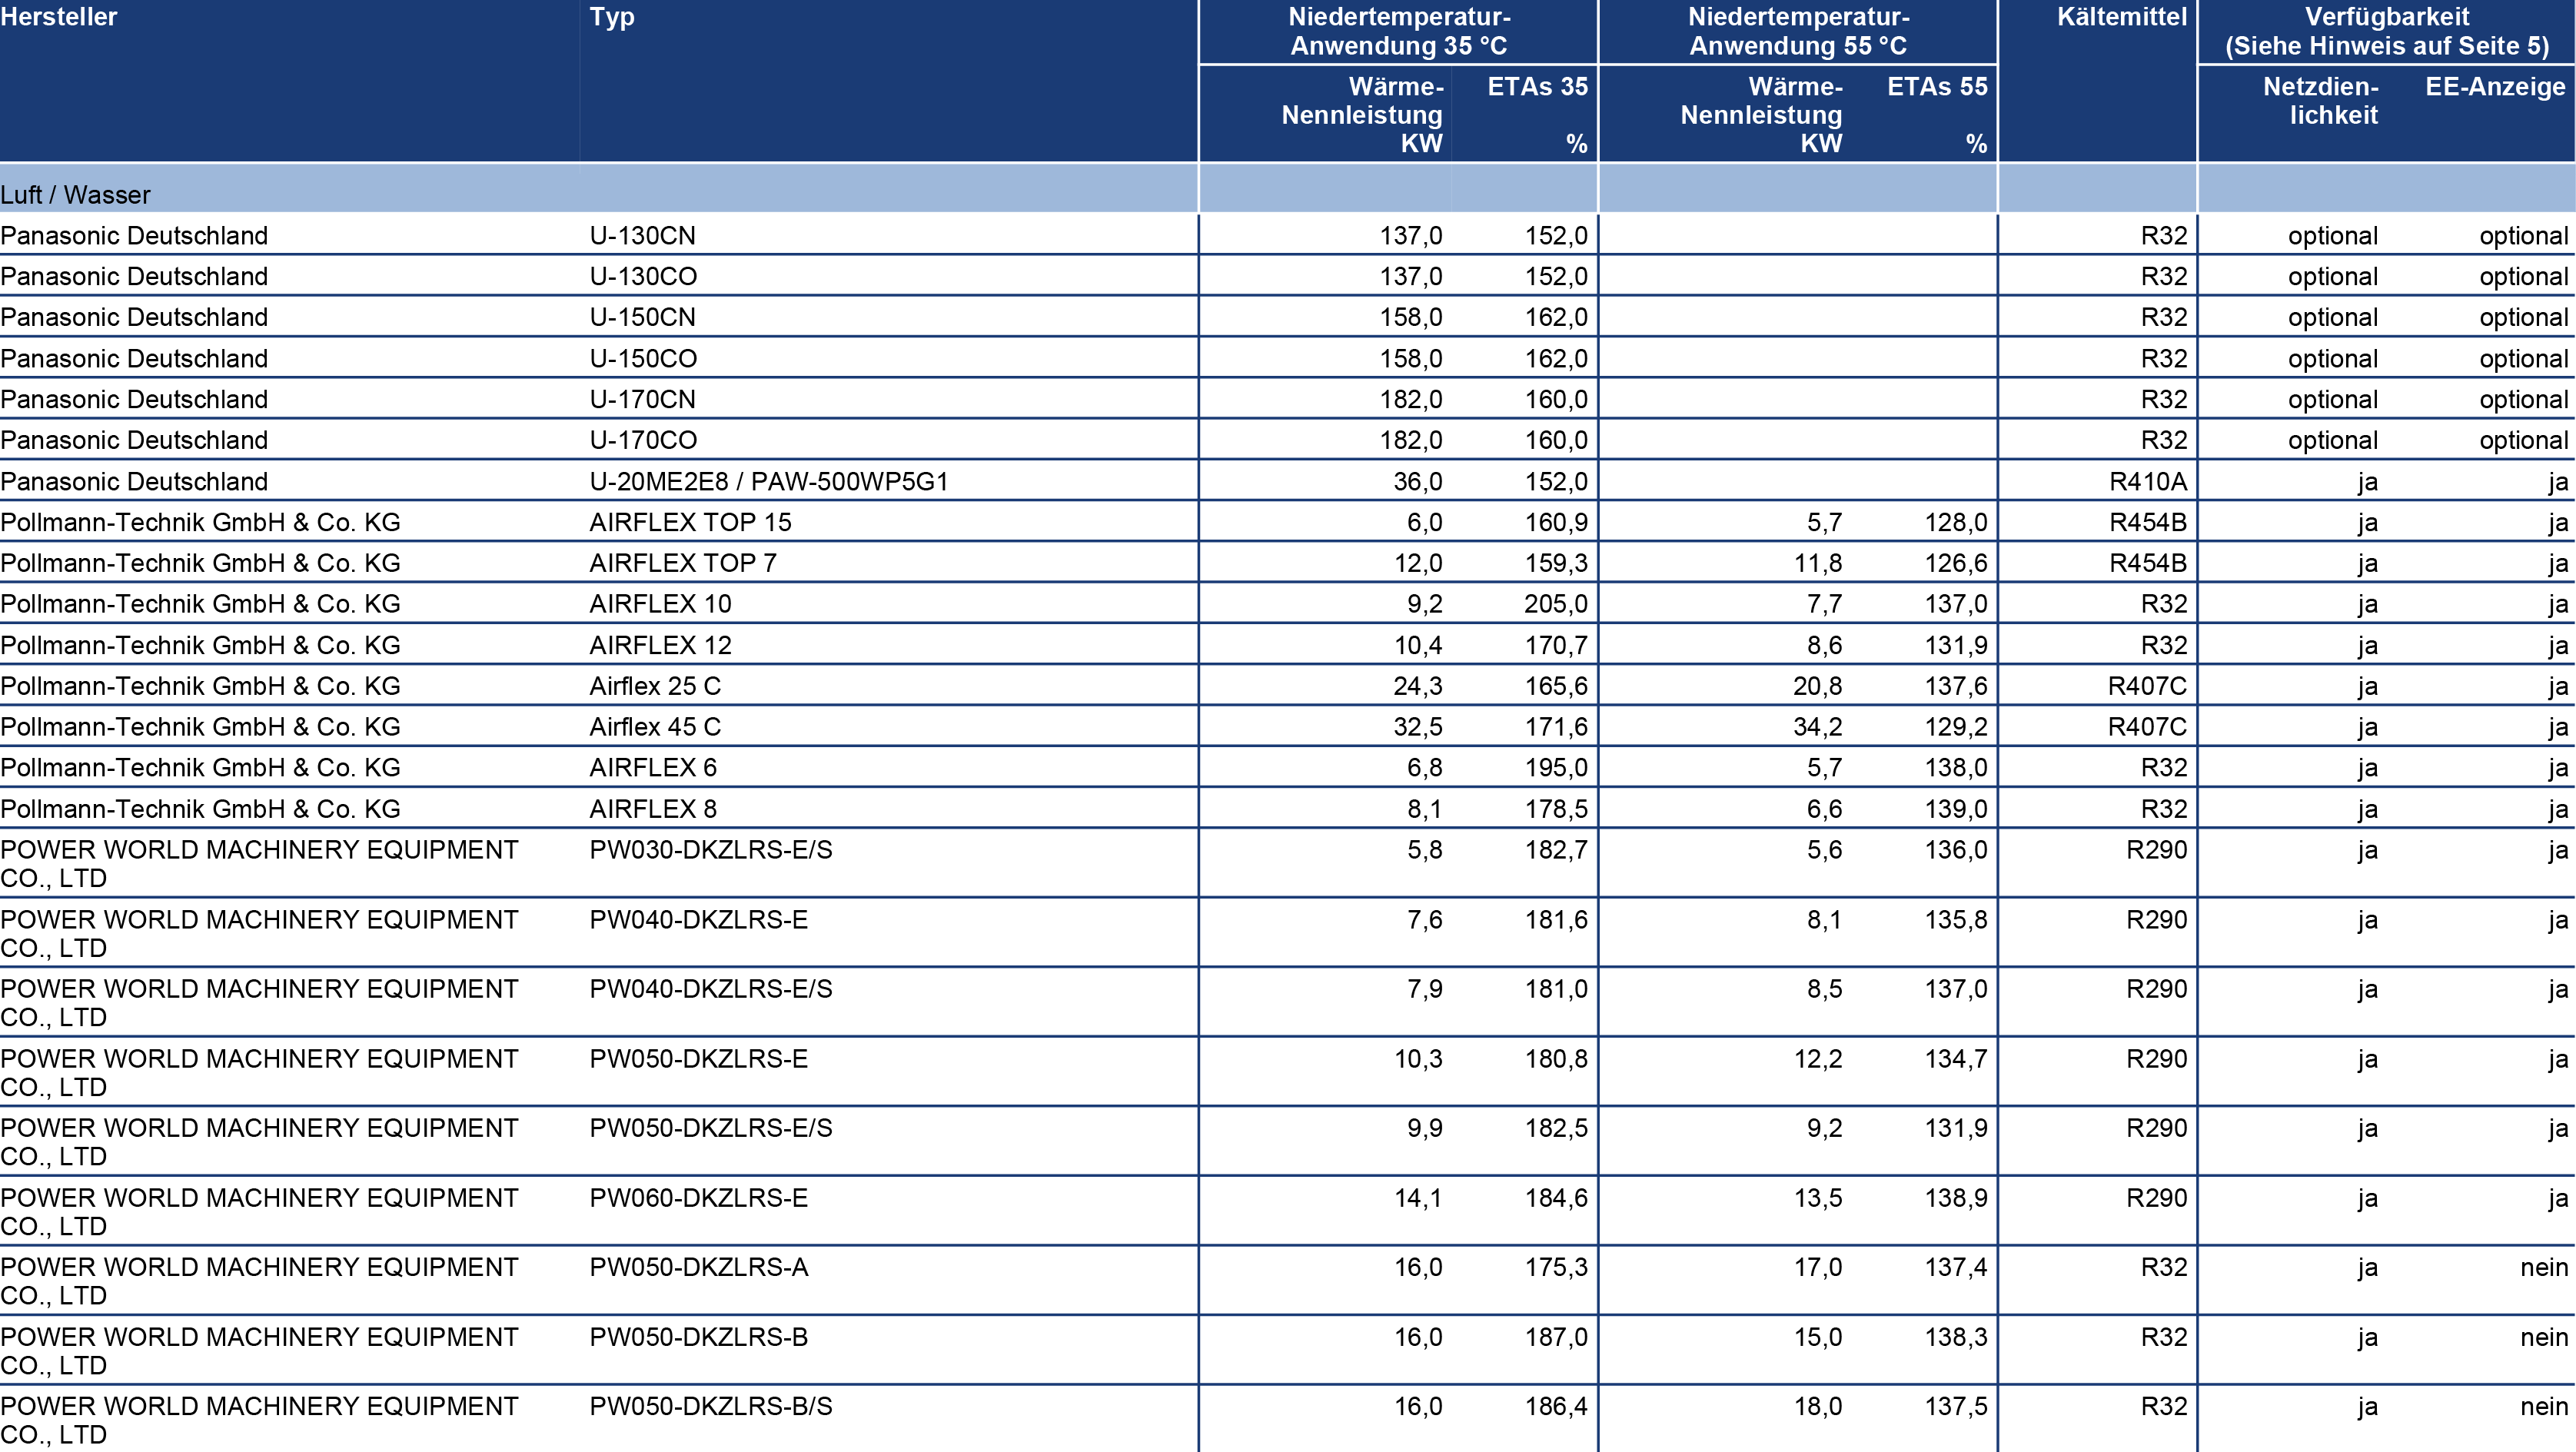 Hersteller Typ Niedertemperatur- Niedertemperatur- Kältemittel Verfügbarkeit
Anwendung 35 °C Anwendung 55 °C (Siehe Hinweis auf Seite 5)
Wärme- ETAs 35 Wärme- ETAs 55 Netzdien- EE-Anzeige
Nennleistung Nennleistung lichkeit
KW % KW %
Luft / Wasser
Panasonic Deutschland U-130CN 137,0 152,0 R32 optional optional
Panasonic Deutschland U-130CO 137,0 152,0 R32 optional optional
Panasonic Deutschland U-150CN 158,0 162,0 R32 optional optional
Panasonic Deutschland U-150CO 158,0 162,0 R32 optional optional
Panasonic Deutschland U-170CN 182,0 160,0 R32 optional optional
Panasonic Deutschland U-170CO 182,0 160,0 R32 optional optional
Panasonic Deutschland U-20ME2E8 / PAW-500WP5G1 36,0 152,0 R410A ja ja
Pollmann-Technik GmbH & Co. KG AIRFLEX TOP 15 6,0 160,9 5,7 128,0 R454B ja ja
Pollmann-Technik GmbH & Co. KG AIRFLEX TOP 7 12,0 159,3 11,8 126,6 R454B ja ja
Pollmann-Technik GmbH & Co. KG AIRFLEX 10 9,2 205,0 7,7 137,0 R32 ja ja
Pollmann-Technik GmbH & Co. KG AIRFLEX 12 10,4 170,7 8,6 131,9 R32 ja ja
Pollmann-Technik GmbH & Co. KG Airflex 25 C 24,3 165,6 20,8 137,6 R407C ja ja
Pollmann-Technik GmbH & Co. KG Airflex 45 C 32,5 171,6 34,2 129,2 R407C ja ja
Pollmann-Technik GmbH & Co. KG AIRFLEX 6 6,8 195,0 5,7 138,0 R32 ja ja
Pollmann-Technik GmbH & Co. KG AIRFLEX 8 8,1 178,5 6,6 139,0 R32 ja ja
POWER WORLD MACHINERY EQUIPMENT PW030-DKZLRS-E/S 5,8 182,7 5,6 136,0 R290 ja ja
CO., LTD
POWER WORLD MACHINERY EQUIPMENT PW040-DKZLRS-E 7,6 181,6 8,1 135,8 R290 ja ja
CO., LTD
POWER WORLD MACHINERY EQUIPMENT PW040-DKZLRS-E/S 7,9 181,0 8,5 137,0 R290 ja ja
CO., LTD
POWER WORLD MACHINERY EQUIPMENT PW050-DKZLRS-E 10,3 180,8 12,2 134,7 R290 ja ja
CO., LTD
POWER WORLD MACHINERY EQUIPMENT PW050-DKZLRS-E/S 9,9 182,5 9,2 131,9 R290 ja ja
CO., LTD
POWER WORLD MACHINERY EQUIPMENT PW060-DKZLRS-E 14,1 184,6 13,5 138,9 R290 ja ja
CO., LTD
POWER WORLD MACHINERY EQUIPMENT PW050-DKZLRS-A 16,0 175,3 17,0 137,4 R32 ja nein
CO., LTD
POWER WORLD MACHINERY EQUIPMENT PW050-DKZLRS-B 16,0 187,0 15,0 138,3 R32 ja nein
CO., LTD
POWER WORLD MACHINERY EQUIPMENT PW050-DKZLRS-B/S 16,0 186,4 18,0 137,5 R32 ja nein
CO., LTD